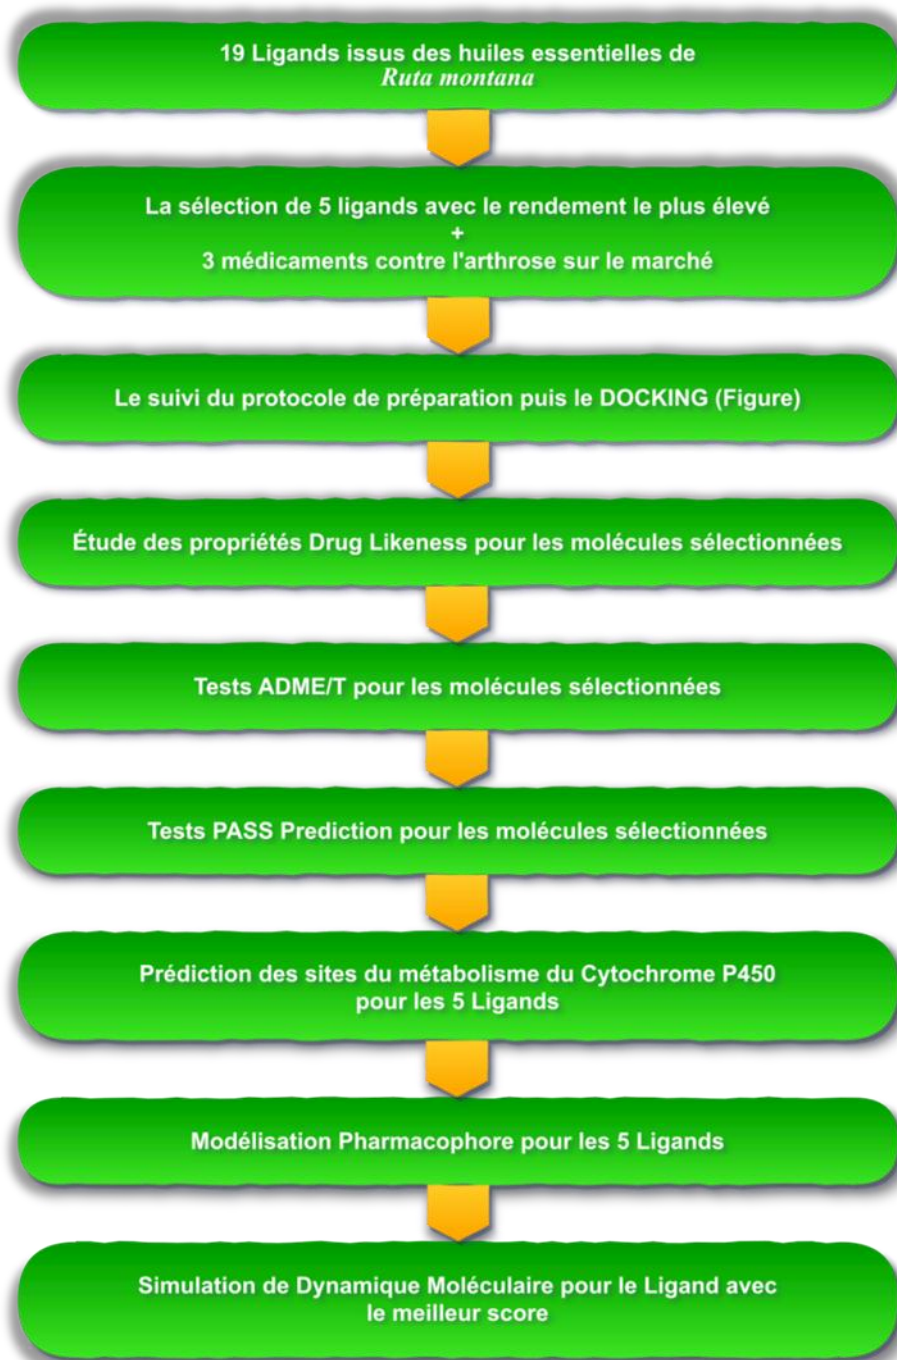 19 Ligands issus des huiles essentielles de
Ruta montana
La sélection de 5 ligands avec le rendement le plus élevé
+
3 médicaments contre l'arthrose sur le marché
Le suivi du protocole de préparation puis le DOCKING (Figure)
Étude des propriétés Drug Likeness pour les molécules sélectionnées
Tests ADME/T pour les molécules sélectionnées
Tests PASS Prediction pour les molécules sélectionnées
Prédiction des sites du métabolisme du Cytochrome P450
pour les 5 Ligands
Modélisation Pharmacophore pour les 5 Ligands
Simulation de Dynamique Moléculaire pour le Ligand avec
le meilleur score